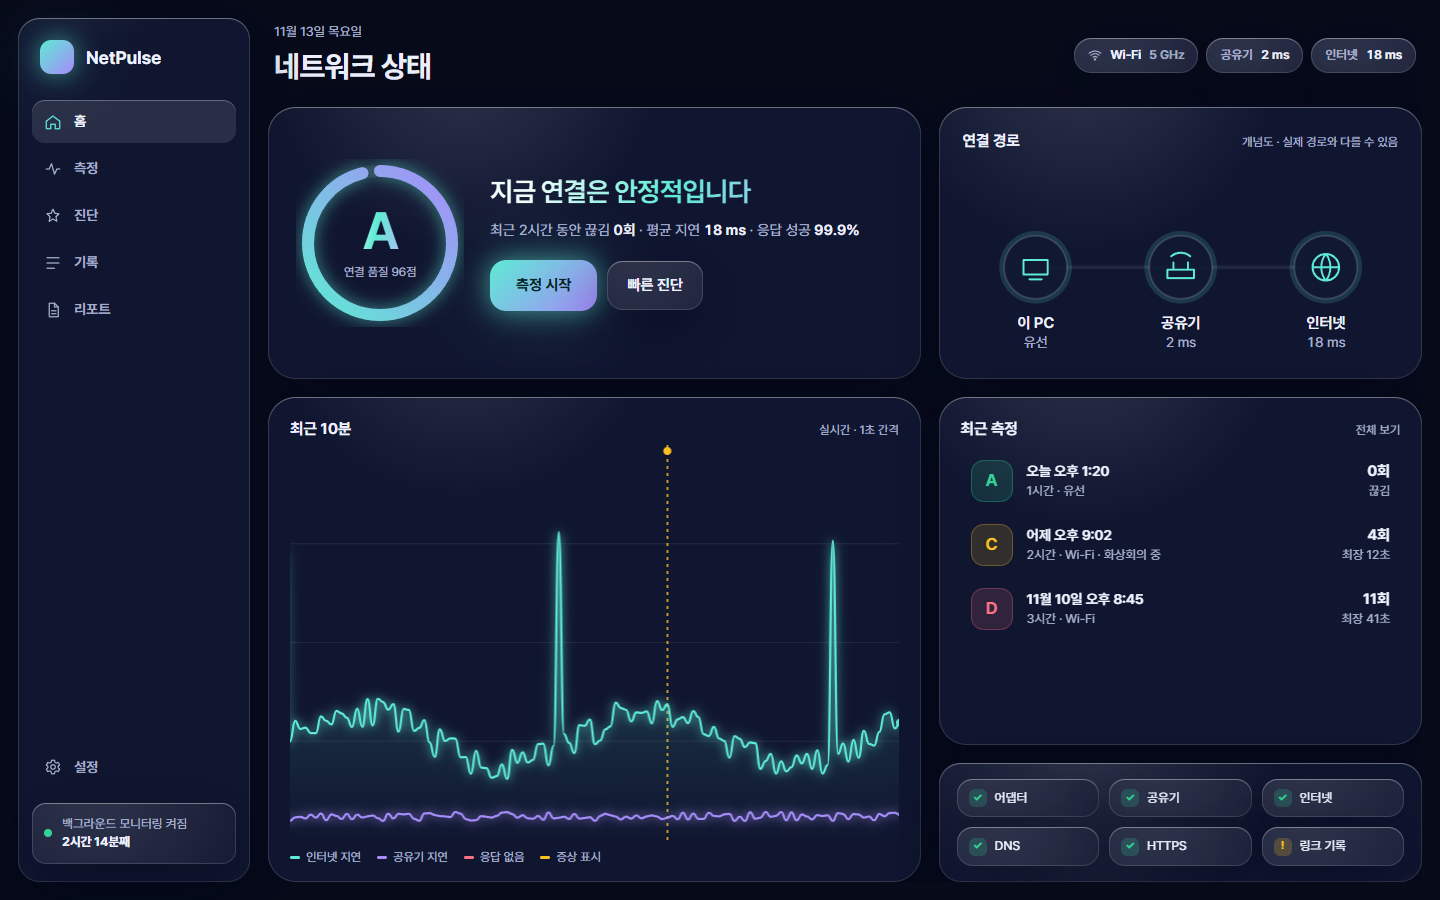 NetPulse
홈
측정
진단
기록
리포트
설정
백그라운드 모니터링 켜짐
2시간 14분째
11월 13일 목요일
네트워크 상태
Wi-Fi 5 GHz
공유기 2 ms
인터넷 18 ms
A
연결 품질 96점
지금 연결은 안정적입니다
최근 2시간 동안 끊김 0회 · 평균 지연 18 ms · 응답 성공 99.9%
측정 시작
빠른 진단
연결 경로
개념도 · 실제 경로와 다를 수 있음
이 PC
유선
공유기
2 ms
인터넷
18 ms
최근 10분
실시간 · 1초 간격
인터넷 지연
공유기 지연
응답 없음
증상 표시
최근 측정
전체 보기
A
오늘 오후 1:20
1시간 · 유선
0회
끊김
C
어제 오후 9:02
2시간 · Wi-Fi · 화상회의 중
4회
최장 12초
D
11월 10일 오후 8:45
3시간 · Wi-Fi
11회
최장 41초
어댑터
공유기
인터넷
DNS
HTTPS
! 링크 기록